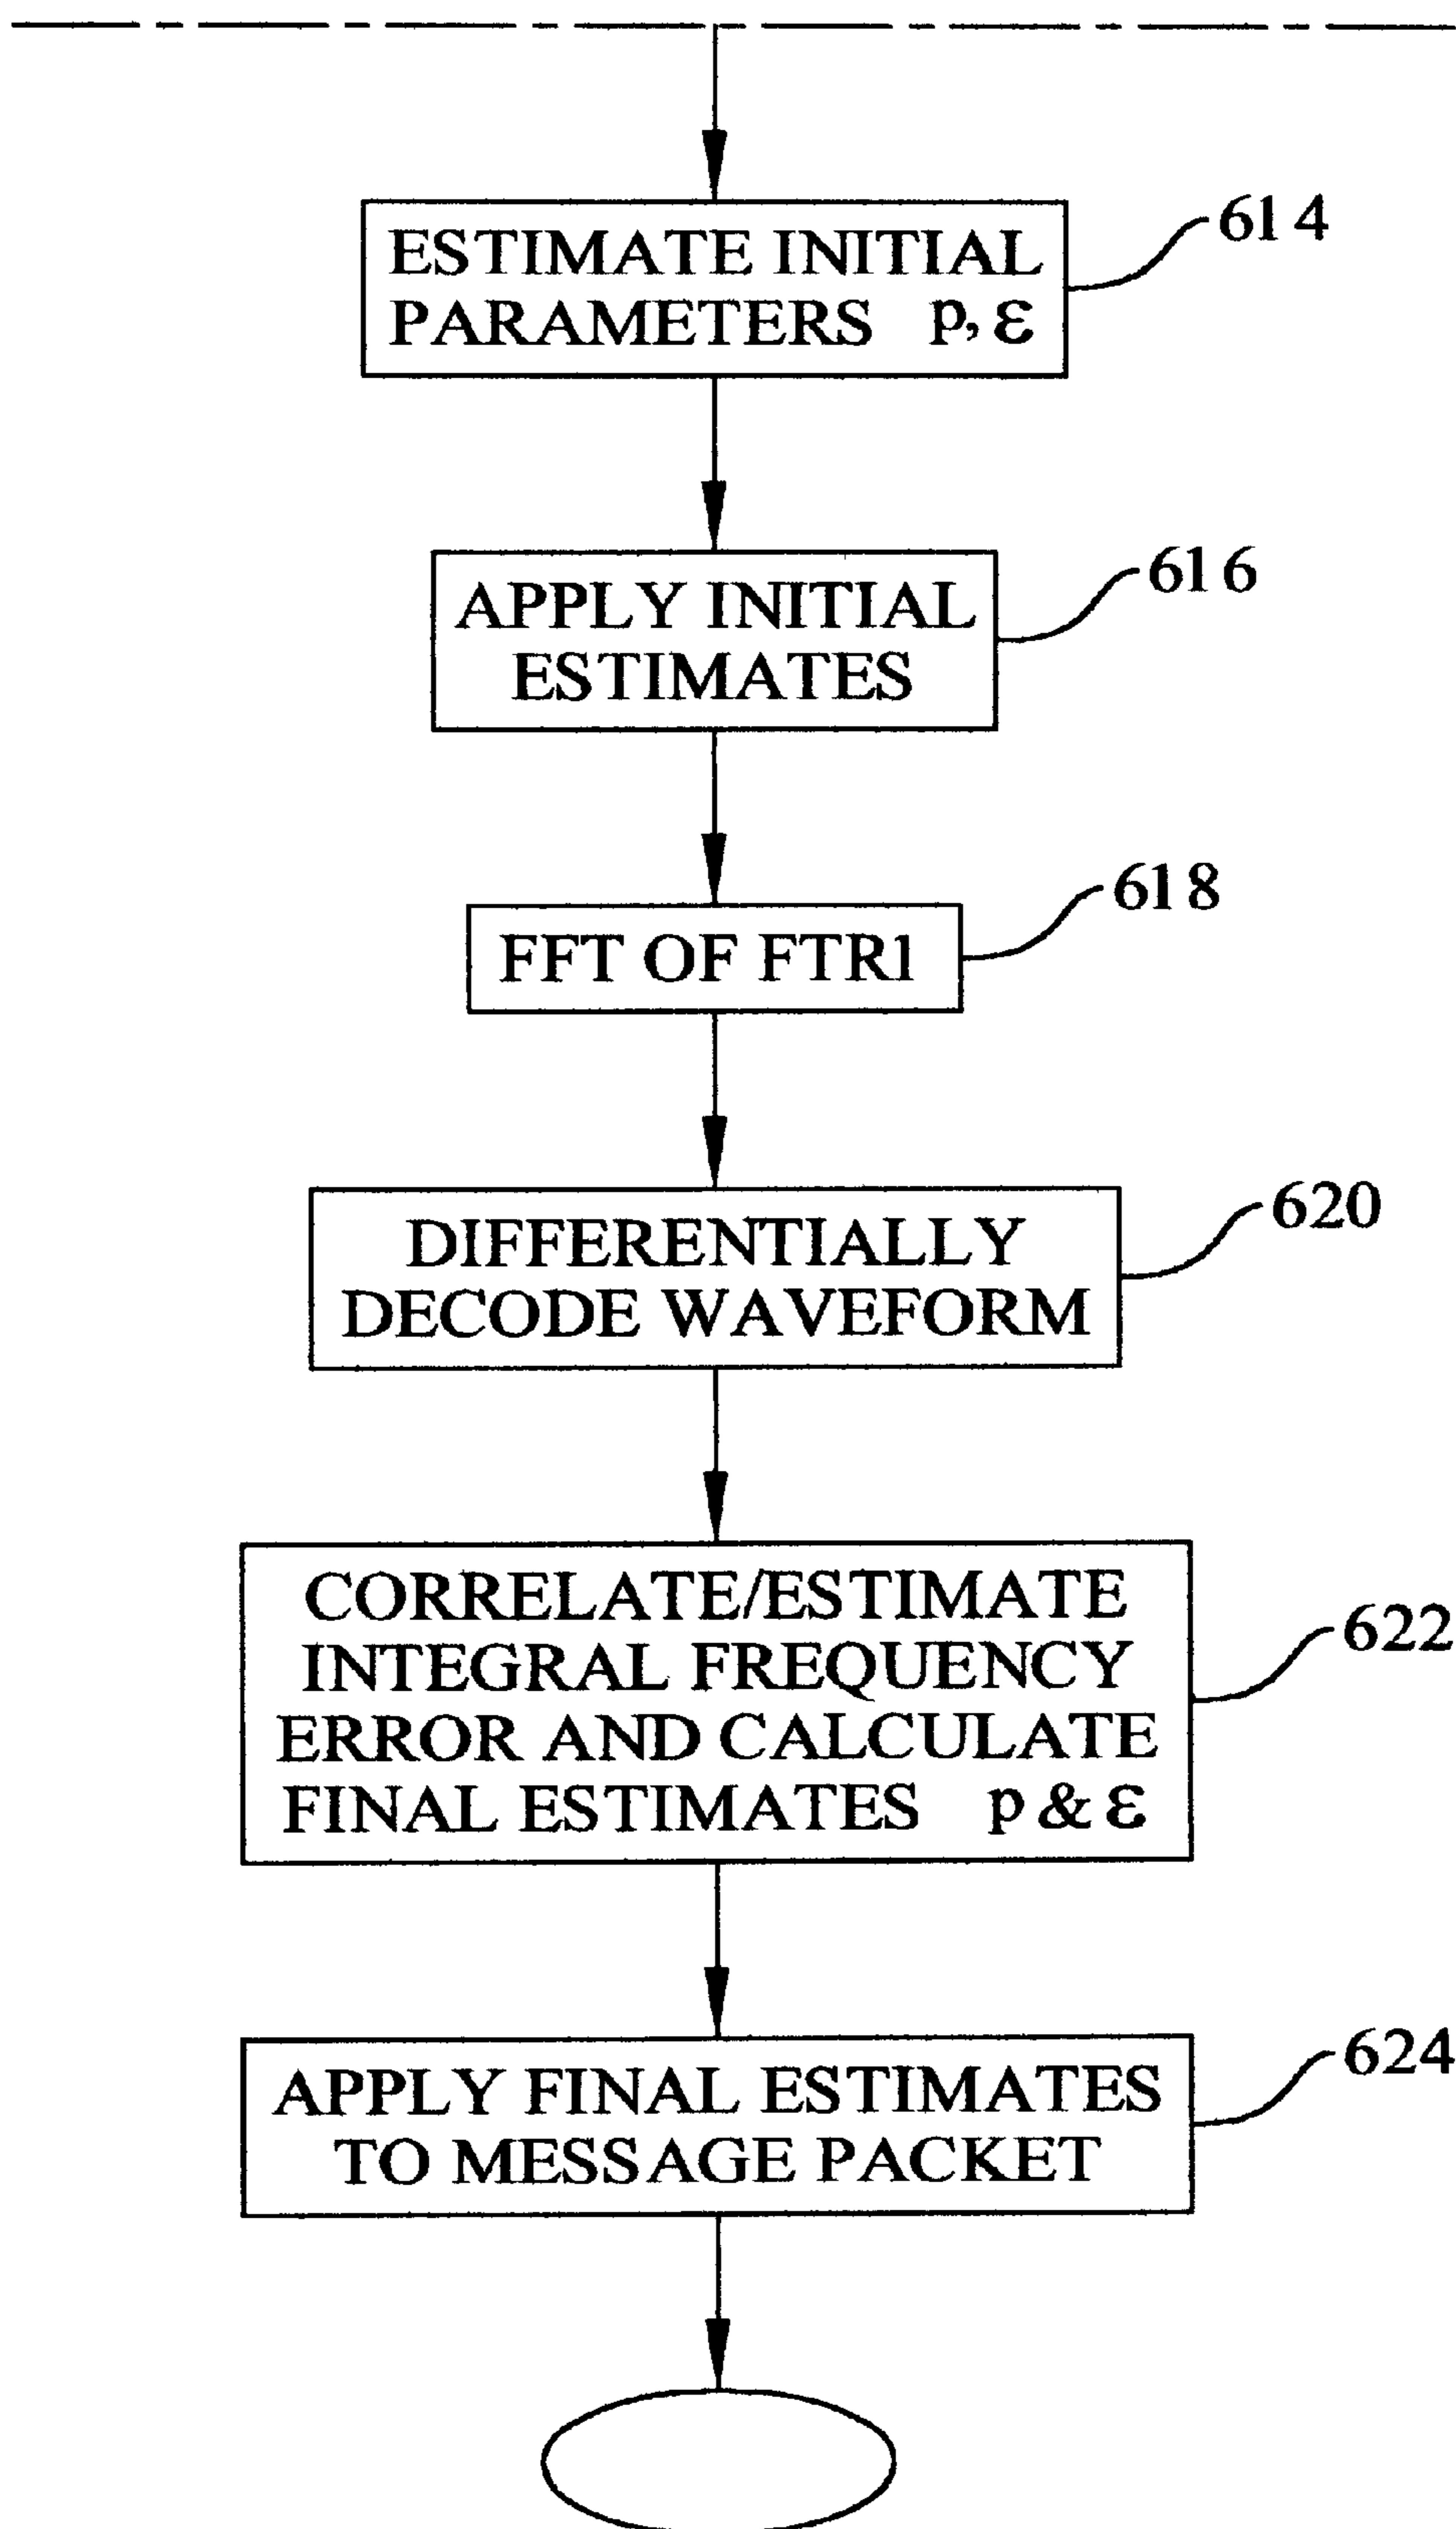 614
ESTIMATE INITIAL
PARAMETERS p, ε
616
APPLY INITIAL
ESTIMATES
618
FFT OF FTR1
620
DIFFERENTIALLY
DECODE WAVEFORM
622
CORRELATE/ESTIMATE
INTEGRAL FREQUENCY
ERROR AND CALCULATE
FINAL ESTIMATES p & ε
624
APPLY FINAL ESTIMATES
TO MESSAGE PACKET